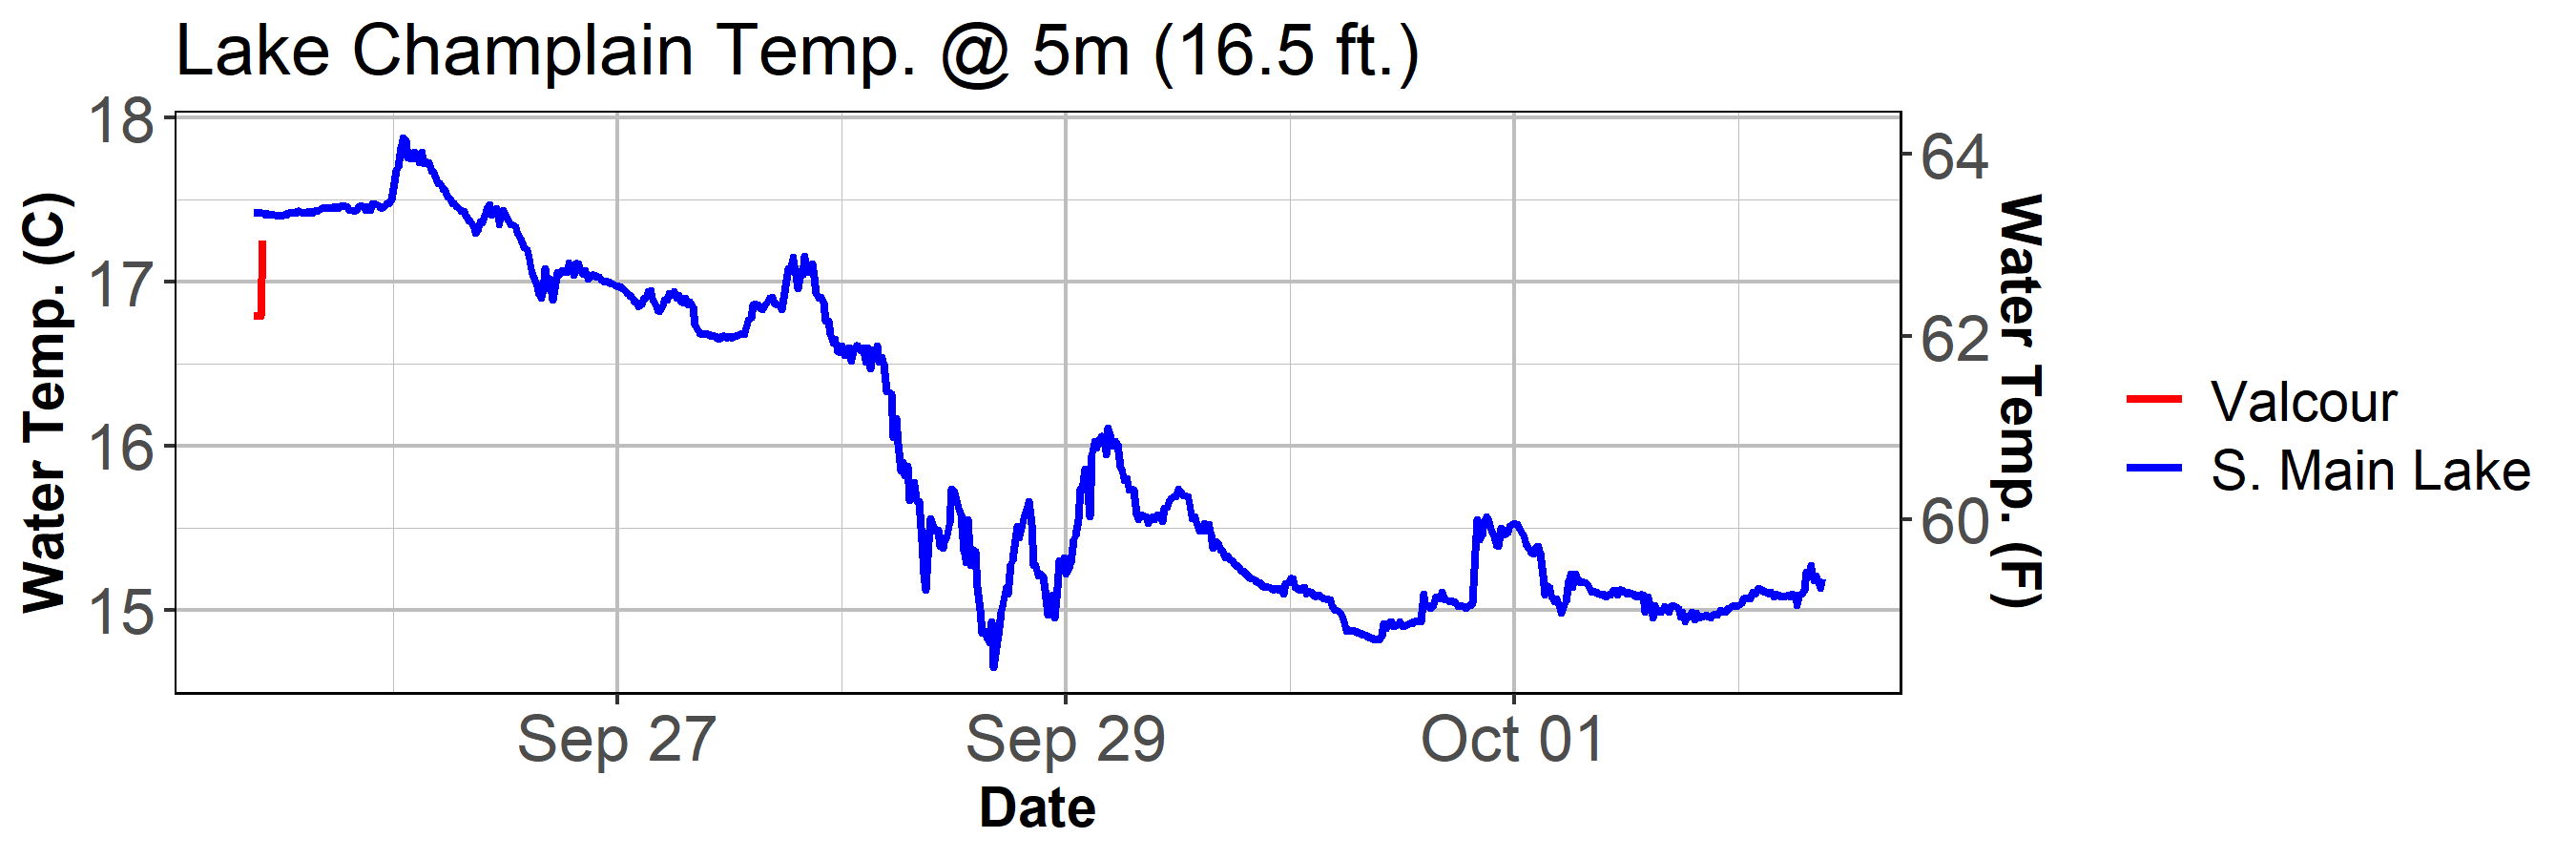 Lake Champlain Temp. @ 5m (16.5 ft.)
Water Temp. (C)
18
17
16
15
64
62
60
Water Temp. (F)
Sep 27
Sep 29
Oct 01
Date
Valcour
S. Main Lake